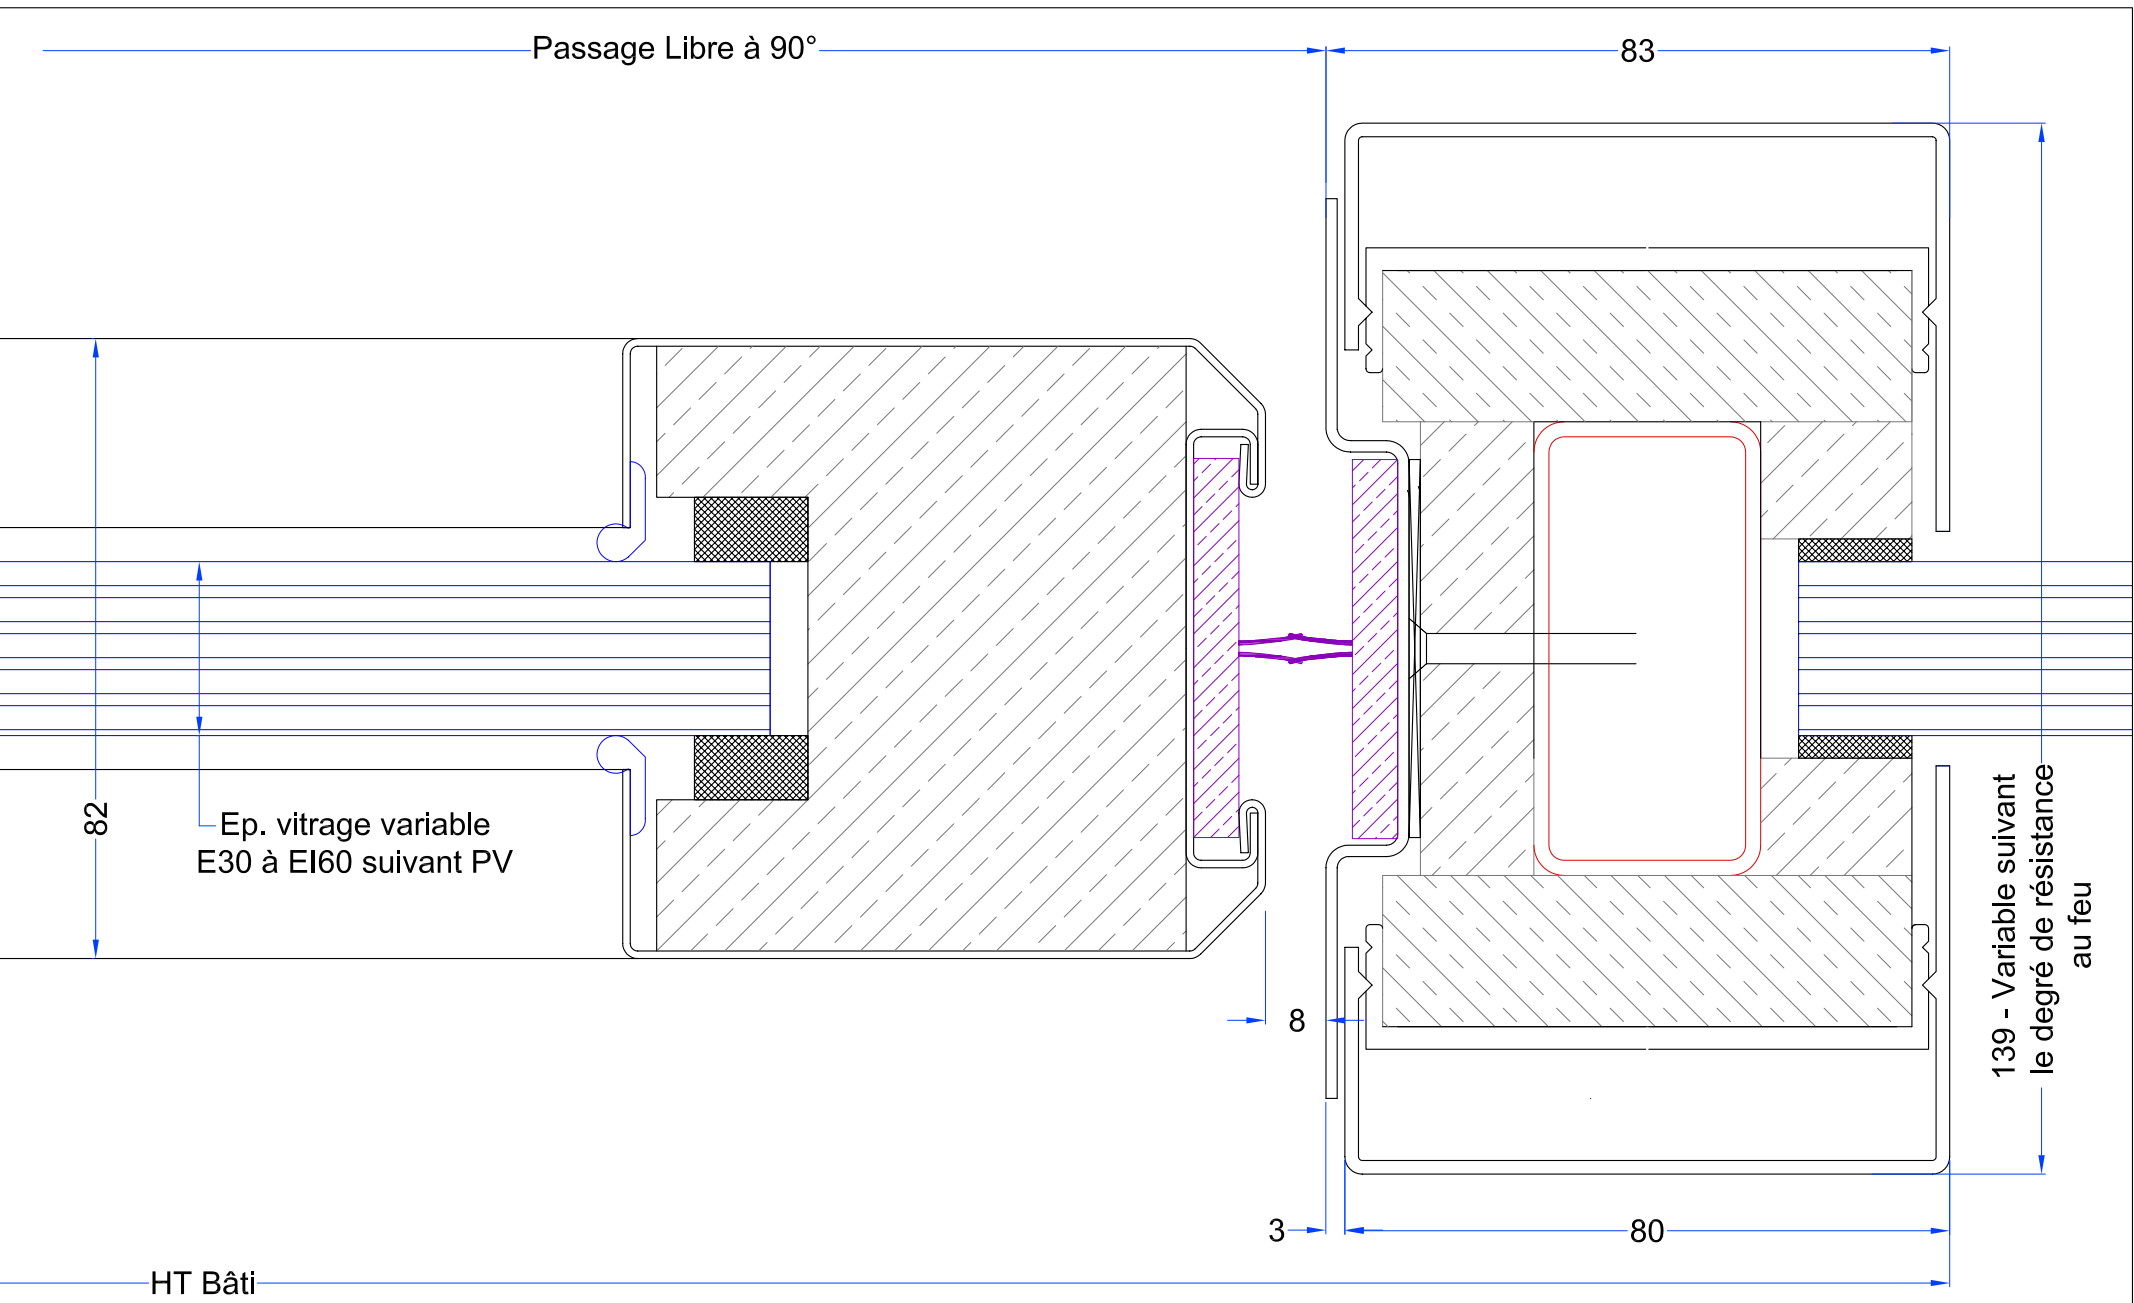 Passage Libre à 90°
83
82
Ep. vitrage variable
E30 à EI60 suivant PV
8
139 - Variable suivant
le degré de résistance
au feu
3
80
HT Bâti